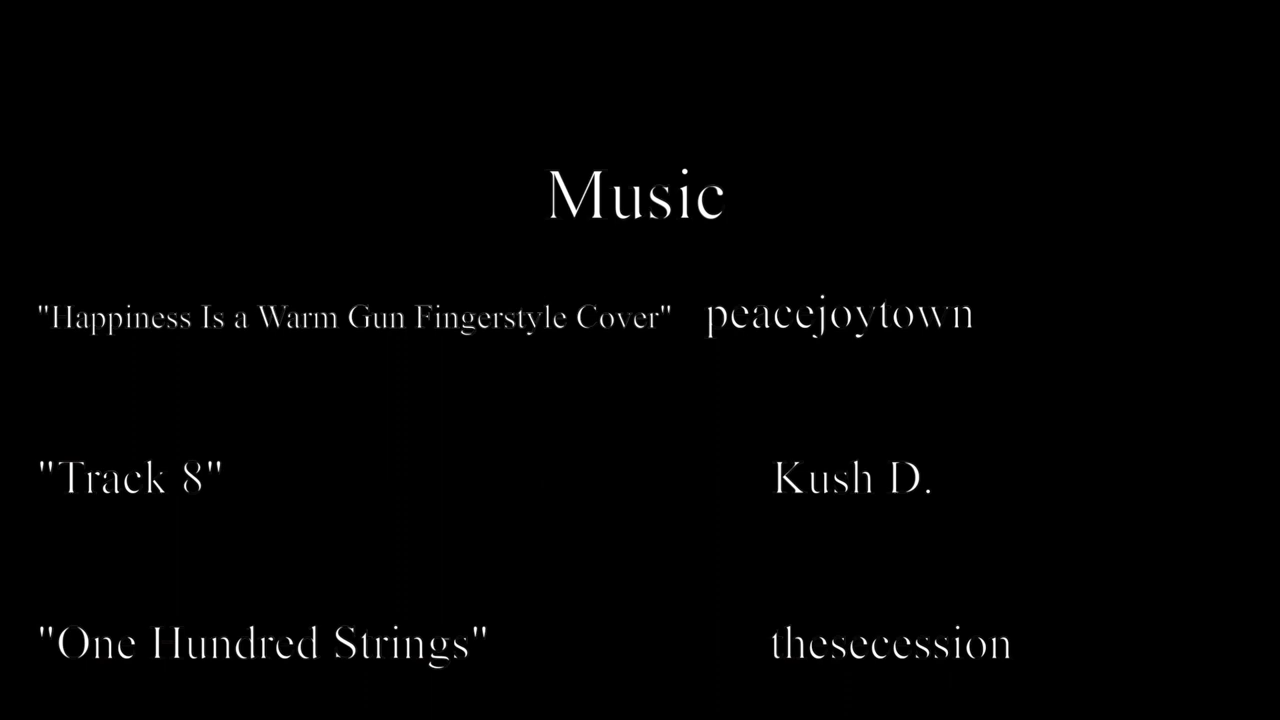 Music
"Happiness Is a Warm Gun Fingerstyle Cover" peacejoytown
"Track 8" Kush D.
"One Hundred Strings" thesecession